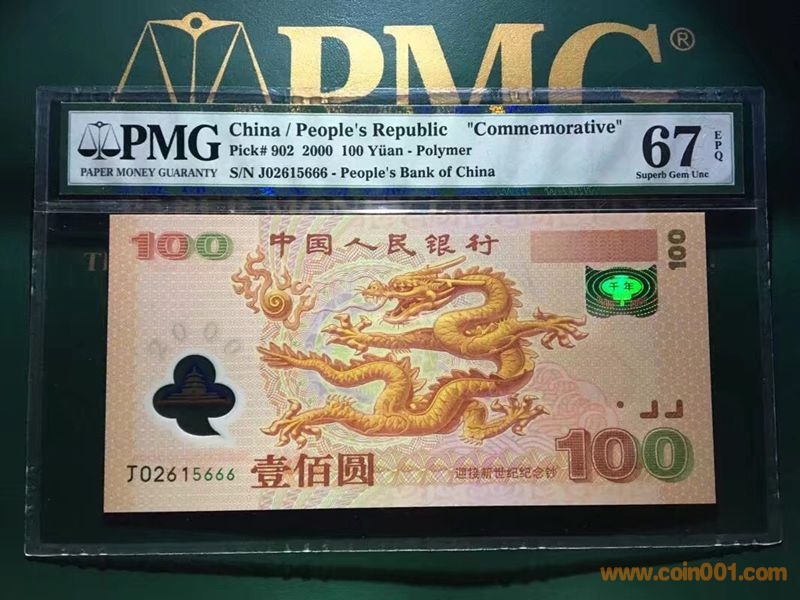 PMG®
PMG
PAPER MONEY GUARANTY
China / People's Republic "Commemorative"
Pick# 902 2000 100 Yüan - Polymer
S/N J02615666 - People's Bank of China
67 EPQ
Superb Gem Unc
100
中国人民银行
100
千年
2000
J02615666
壹佰圆
迎接新世纪纪念钞
100
www.coin001.com